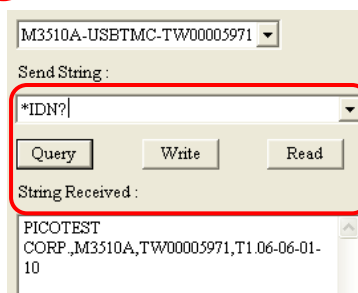 M3510A-USBTMC-TW00005971
Send String :
*IDN?
Query Write Read
String Received :
PICOTEST
CORP.,M3510A,TW00005971,T1.06-06-01-
10